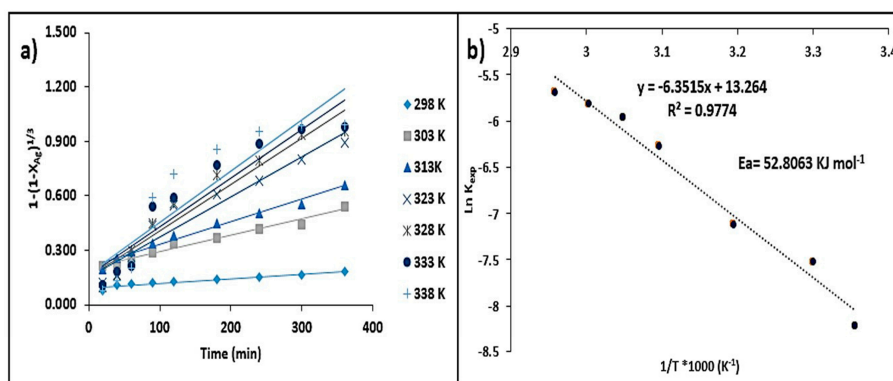 a)
1.500
1.200
0.900
0.600
0.300
0.000
1-(1-X_Ag)^1/3
0
100
200
300
400
Time (min)
298 K
303 K
313K
323 K
328 K
333 K
338 K
b)
-5
2.9
3
3.1
3.2
3.3
3.4
-5.5
-6
-6.5
-7
-7.5
-8
-8.5
Ln K_exp
y = -6.3515x + 13.264
R² = 0.9774
Ea= 52.8063 KJ mol⁻¹
1/T *1000 (K⁻¹)